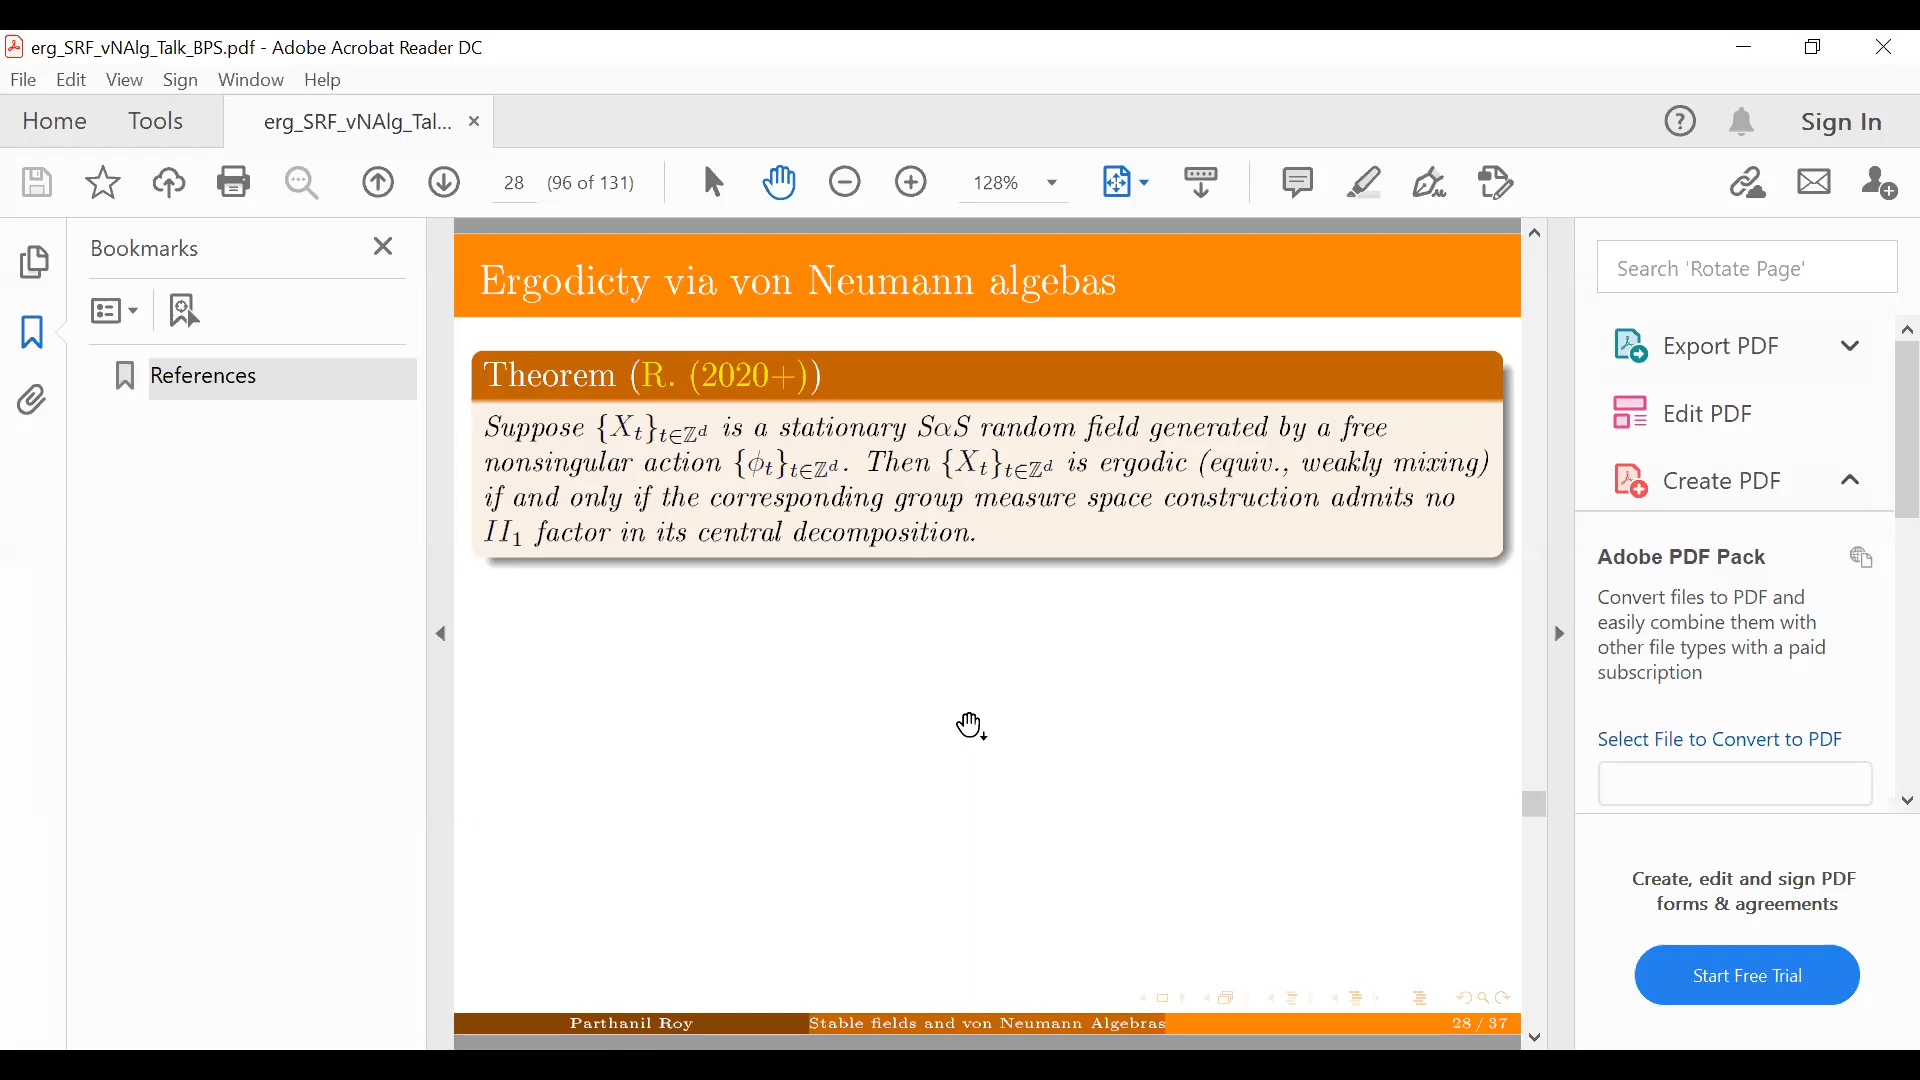 erg_SRF_vNAlg_Talk_BPS.pdf - Adobe Acrobat Reader DC
File Edit View Sign Window Help
Home Tools erg_SRF_vNAlg_Tal... Sign In
28 (96 of 131) 128%
Bookmarks
References
Ergodicty via von Neumann algebas
Theorem (R. (2020+))
Suppose {X_t}_{t∈ℤ^d} is a stationary SαS random field generated by a free
nonsingular action {ϕ_t}_{t∈ℤ^d}. Then {X_t}_{t∈ℤ^d} is ergodic (equiv., weakly mixing)
if and only if the corresponding group measure space construction admits no
II_1 factor in its central decomposition.
Parthanil Roy Stable fields and von Neumann Algebras 28 / 37
Search 'Rotate Page'
Export PDF
Edit PDF
Create PDF
Adobe PDF Pack
Convert files to PDF and
easily combine them with
other file types with a paid
subscription
Select File to Convert to PDF
Create, edit and sign PDF
forms & agreements
Start Free Trial